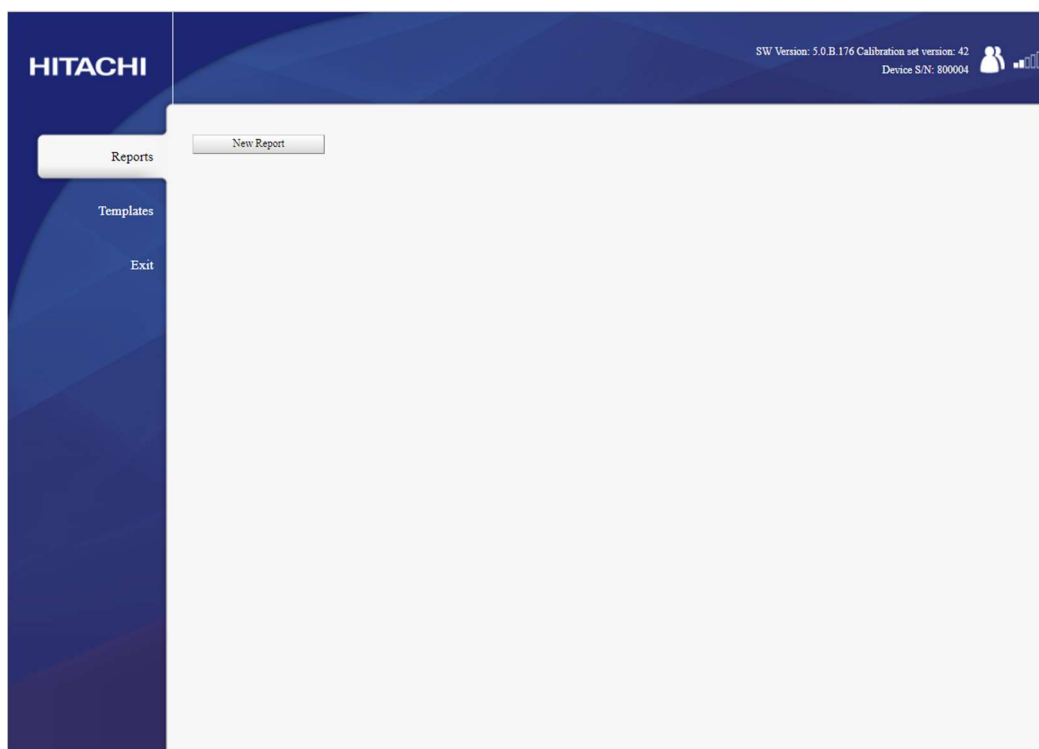 HITACHI
SW Version: 5.0.B.176 Calibration set version: 42
Device S/N: 800004
Reports
New Report
Templates
Exit